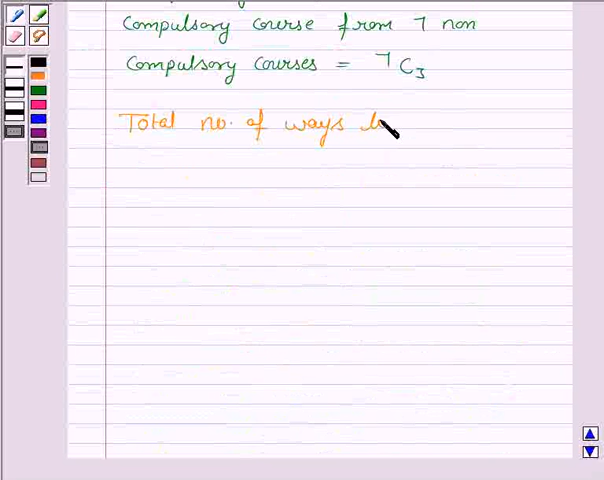 Compulsory Course from 7 non
Compulsory Courses = ⁷C₃
Total no. of ways